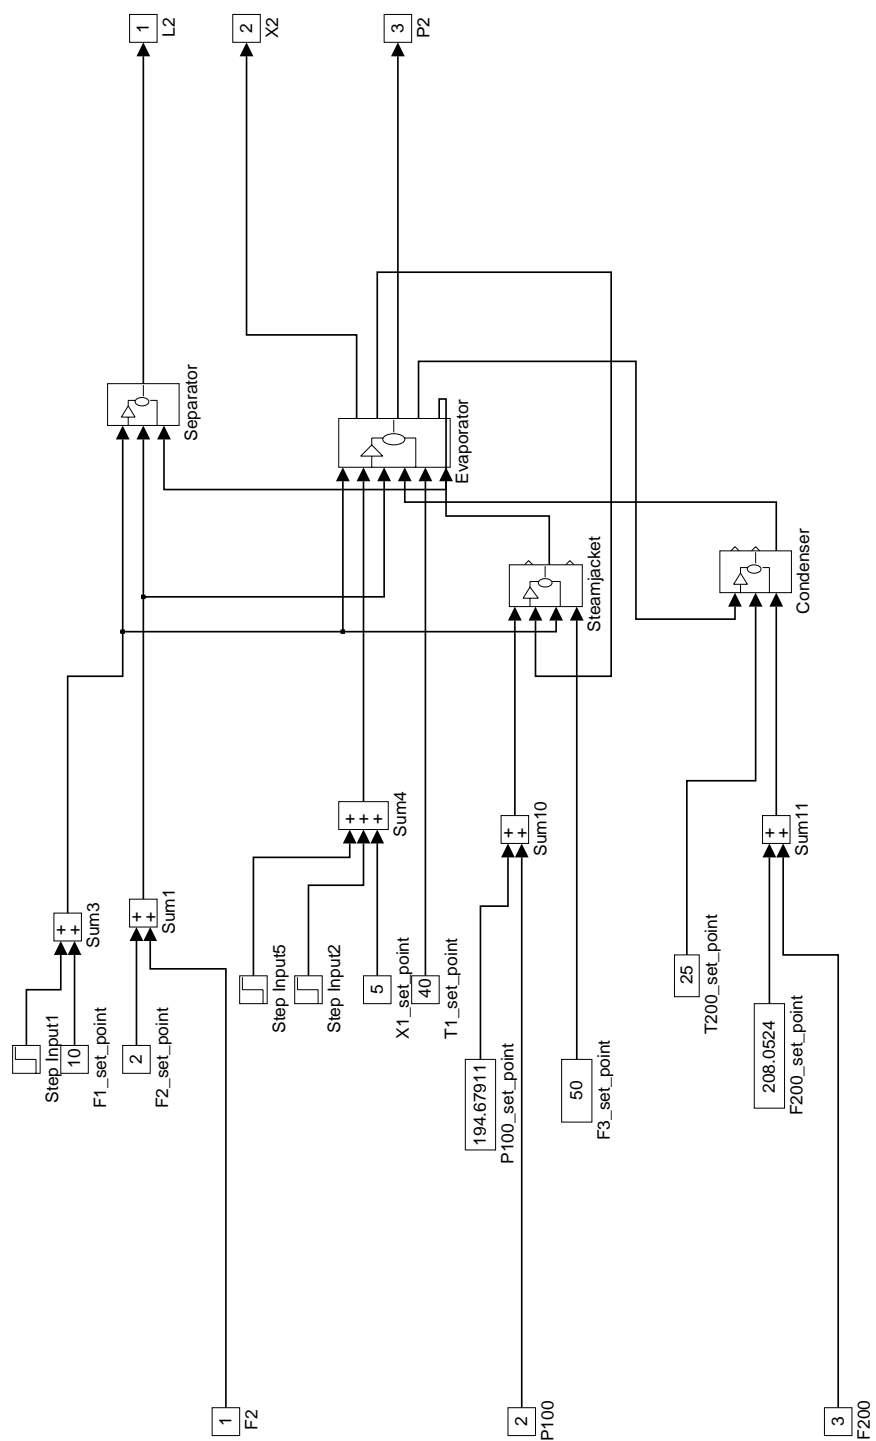 Step Input1
+
+
Sum3
10
F1_set_point
2
F2_set_point
+
+
Sum1
Separator
1
L2
1
F2
Step Input5
Step Input2
5
X1_set_point
+
+
+
Sum4
2
X2
40
T1_set_point
Evaporator
3
P2
194.67911
P100_set_point
2
P100
+
+
Sum10
50
F3_set_point
Steamjacket
25
T200_set_point
208.0524
F200_set_point
+
+
Sum11
Condenser
3
F200